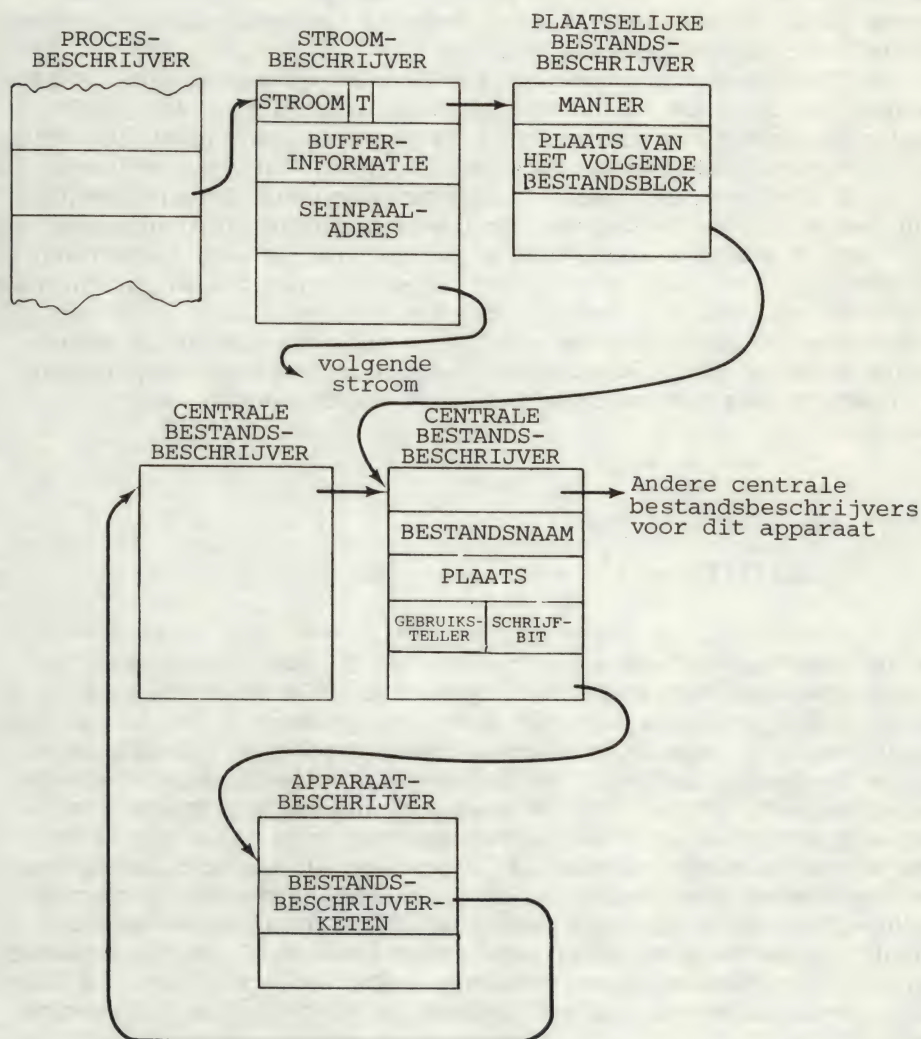 PROCES-
BESCHRIJVER
STROOM-
BESCHRIJVER
PLAATSELIJKE
BESTANDS-
BESCHRIJVER
STROOM T
BUFFER-
INFORMATIE
SEINPAAL-
ADRES
MANIER
PLAATS VAN
HET VOLGENDE
BESTANDSBLOK
volgende
stroom
CENTRALE
BESTANDS-
BESCHRIJVER
CENTRALE
BESTANDS-
BESCHRIJVER
BESTANDSNAAM
PLAATS
GEBRUIKS-
TELLER
SCHRIJF-
BIT
Andere centrale
bestandsbeschrijvers
voor dit apparaat
APPARAAT-
BESCHRIJVER
BESTANDS-
BESCHRIJVER-
KETEN